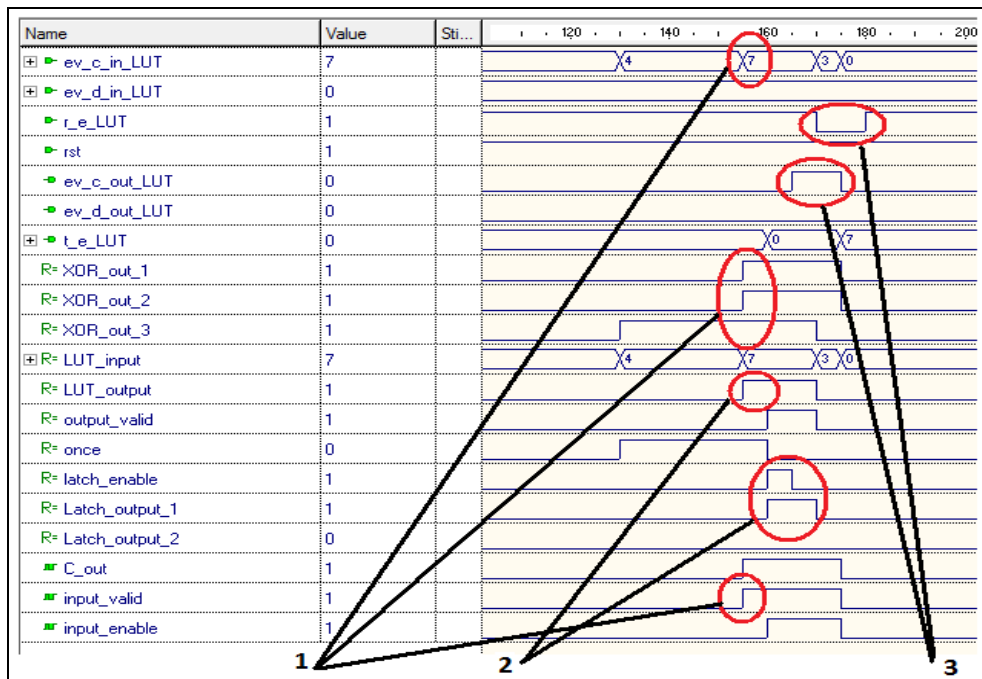 Name Value Sti... 120 140 160 180 200
ev_c_in_LUT 7 4 7 3 0
ev_d_in_LUT 0
r_e_LUT 1
rst 1
ev_c_out_LUT 0
ev_d_out_LUT 0
t_e_LUT 0 0 7
R= XOR_out_1 1
R= XOR_out_2 1
R= XOR_out_3 1
R= LUT_input 7 4 7 3 0
R= LUT_output 1
R= output_valid 1
R= once 0
R= latch_enable 1
R= Latch_output_1 1
R= Latch_output_2 0
C_out 1
input_valid 1
input_enable 1
1 2 3